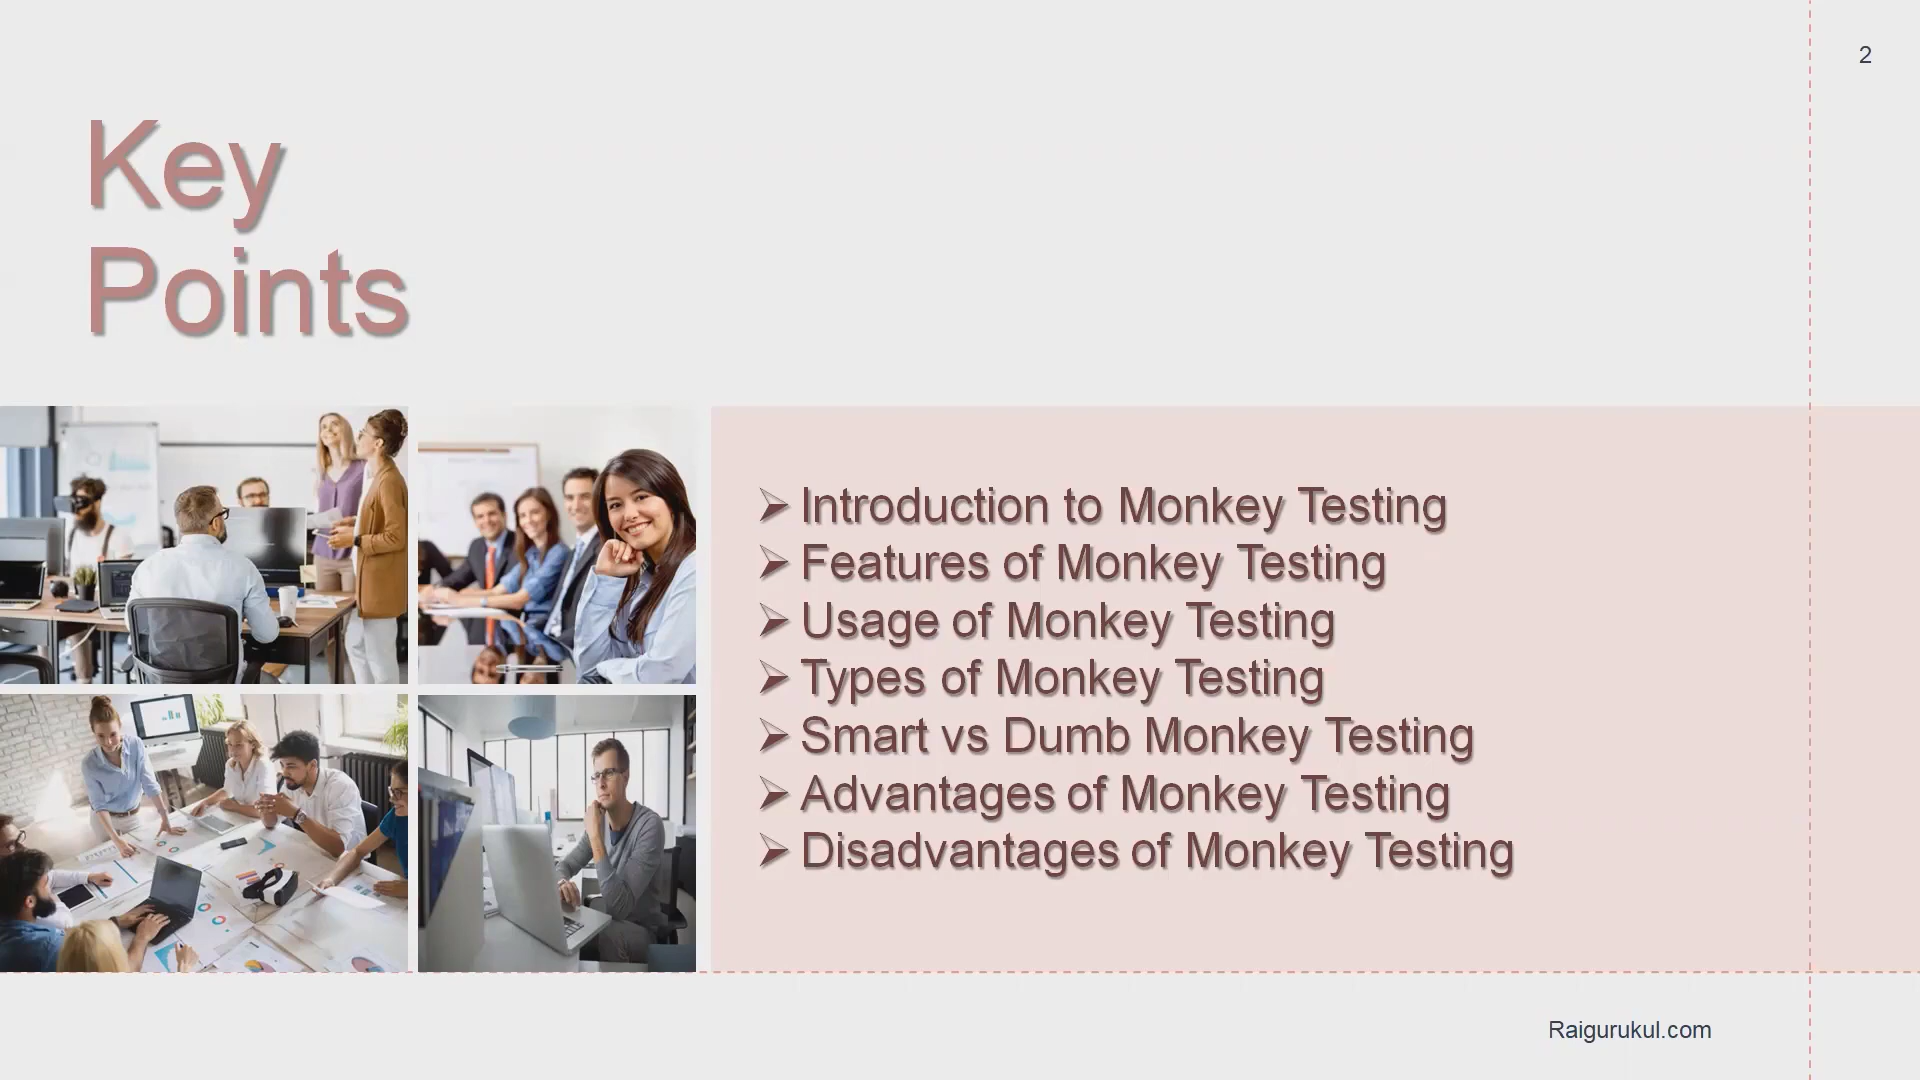 2
Key
Points
Introduction to Monkey Testing
Features of Monkey Testing
Usage of Monkey Testing
Types of Monkey Testing
Smart vs Dumb Monkey Testing
Advantages of Monkey Testing
Disadvantages of Monkey Testing
Raigurukul.com